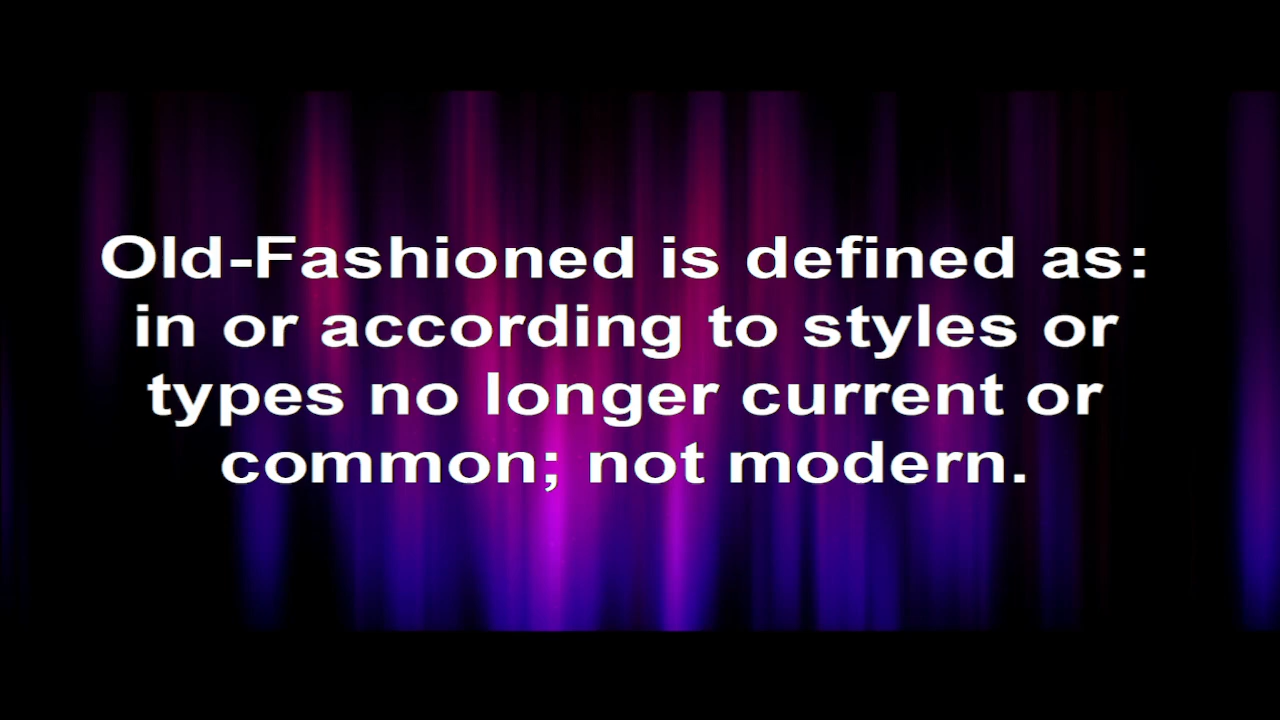 Old-Fashioned is defined as:
in or according to styles or
types no longer current or
common; not modern.